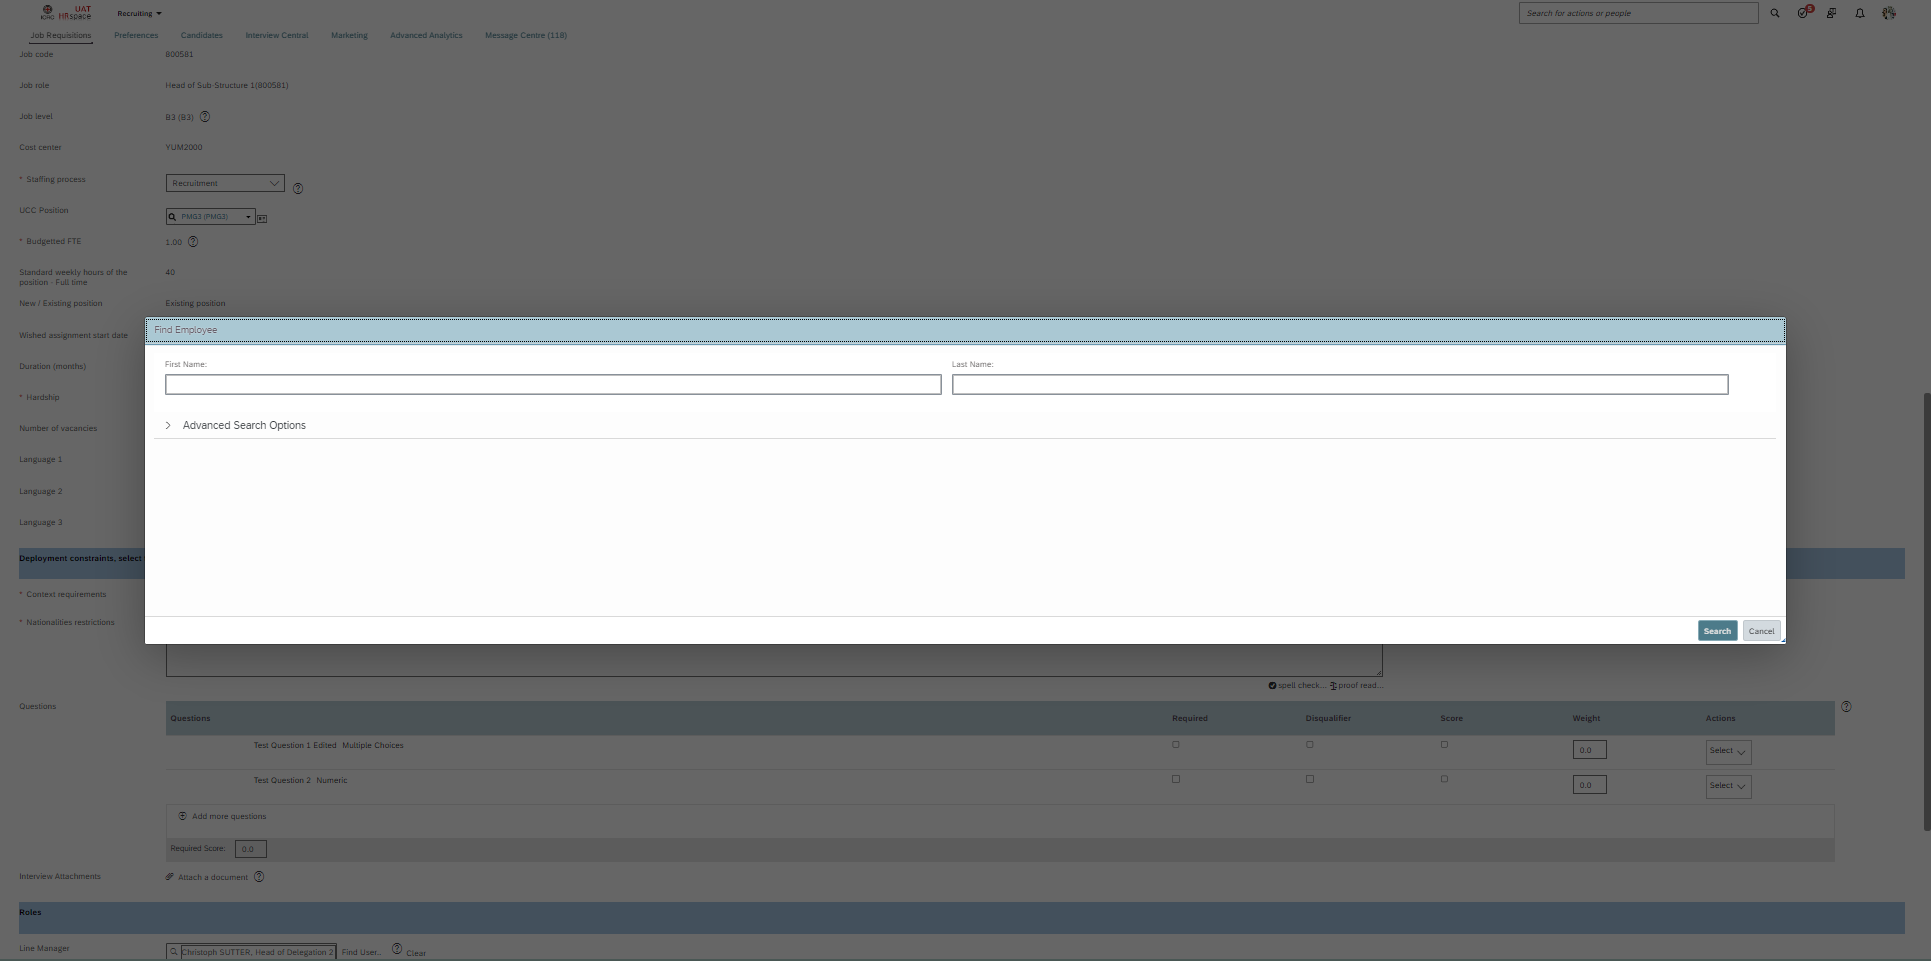 UAT
ICRC HRspace
Recruiting
Search for actions or people
5
Job Requisitions
Preferences
Candidates
Interview Central
Marketing
Advanced Analytics
Message Centre (118)
Job code
800581
Job role
Head of Sub-Structure 1(800581)
Job level
B3 (B3)
Cost center
YUM2000
* Staffing process
Recruitment
UCC Position
PMG3 (PMG3)
* Budgetted FTE
1.00
Standard weekly hours of the
position - Full time
40
New / Existing position
Existing position
Wished assignment start date
Duration (months)
* Hardship
Number of vacancies
Language 1
Language 2
Language 3
Deployment constraints, select
* Context requirements
* Nationalities restrictions
Find Employee
First Name:
Last Name:
Advanced Search Options
Search
Cancel
spell check... proof read...
Questions
Questions
Required
Disqualifier
Score
Weight
Actions
Test Question 1 Edited Multiple Choices
0.0
Select
Test Question 2 Numeric
0.0
Select
Add more questions
Required Score:
0.0
Interview Attachments
Attach a document
Roles
Line Manager
Christoph SUTTER, Head of Delegation 2
Find User...
Clear